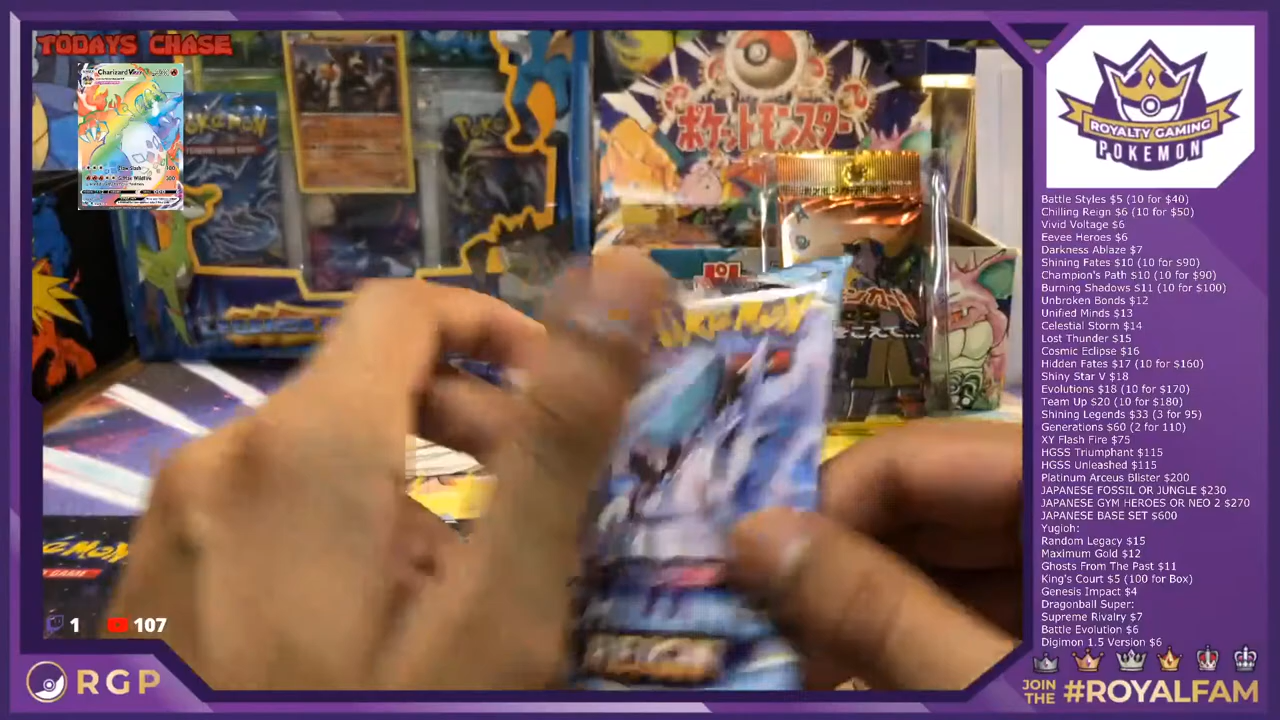 TODAYS CHASE
Charizard
POKEMON
ポケットモンスター
ROYALTY GAMING
POKEMON
Battle Styles $5 (10 for $40)
Chilling Reign $6 (10 for $50)
Vivid Voltage $6
Eevee Heroes $6
Darkness Ablaze $7
Shining Fates $10 (10 for $90)
Champion's Path $10 (10 for $90)
Burning Shadows $11 (10 for $100)
Unbroken Bonds $12
Unified Minds $13
Celestial Storm $14
Lost Thunder $15
Cosmic Eclipse $16
Hidden Fates $17 (10 for $160)
Shiny Star V $18
Evolutions $18 (10 for $170)
Team Up $20 (10 for $180)
Shining Legends $33 (3 for 95)
Generations $60 (2 for 110)
XY Flash Fire $75
HGSS Triumphant $115
HGSS Unleashed $115
Platinum Arceus Blister $200
JAPANESE FOSSIL OR JUNGLE $230
JAPANESE GYM HEROES OR NEO 2 $270
JAPANESE BASE SET $600
Yugioh:
Random Legacy $15
Maximum Gold $12
Ghosts From The Past $11
King's Court $5 (100 for Box)
Genesis Impact $4
Dragonball Super:
Supreme Rivalry $7
Battle Evolution $6
Digimon 1.5 Version $6
1 107
RGP
JOIN
THE #ROYALFAM